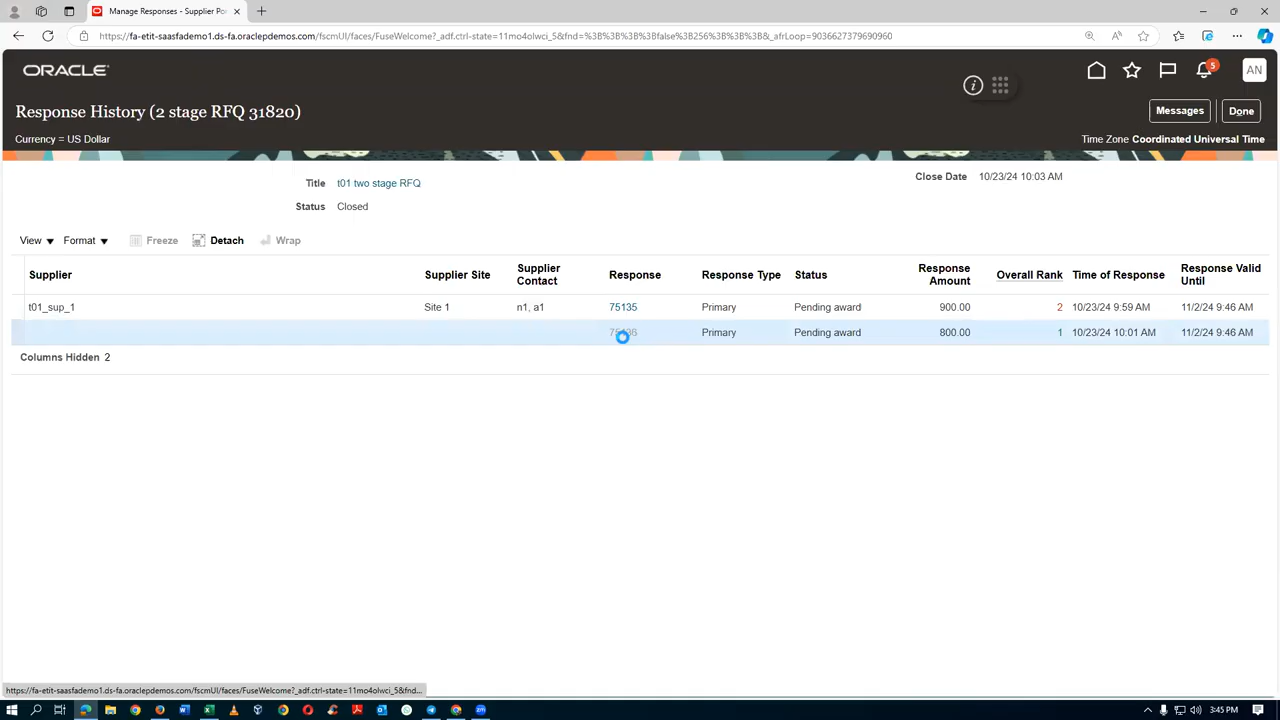 Manage Responses - Supplier Po
https://fa-etit-saasfademo1.ds-fa.oraclepdemos.com/fscmUI/faces/FuseWelcome?_adf.ctrl-state=11mo4olwci_5&fnd=%3B%3B%3B%3Bfalse%3B256%3B%3B%3B&_afrLoop=9036627379690960
ORACLE
5
AN
Response History (2 stage RFQ 31820)
Messages
Done
Currency = US Dollar
Time Zone Coordinated Universal Time
Title t01 two stage RFQ
Close Date 10/23/24 10:03 AM
Status Closed
View Format Freeze Detach Wrap
Supplier Supplier Site Supplier Contact Response Response Type Status Response Amount Overall Rank Time of Response Response Valid Until
t01_sup_1 Site 1 n1, a1 75135 Primary Pending award 900.00 2 10/23/24 9:59 AM 11/2/24 9:46 AM
Primary Pending award 800.00 1 10/23/24 10:01 AM 11/2/24 9:46 AM
Columns Hidden 2
https://fa-etit-saasfademo1.ds-fa.oraclepdemos.com/fscmUI/faces/FuseWelcome?_adf.ctrl-state=11mo4olwci_5&fnd...
3:45 PM